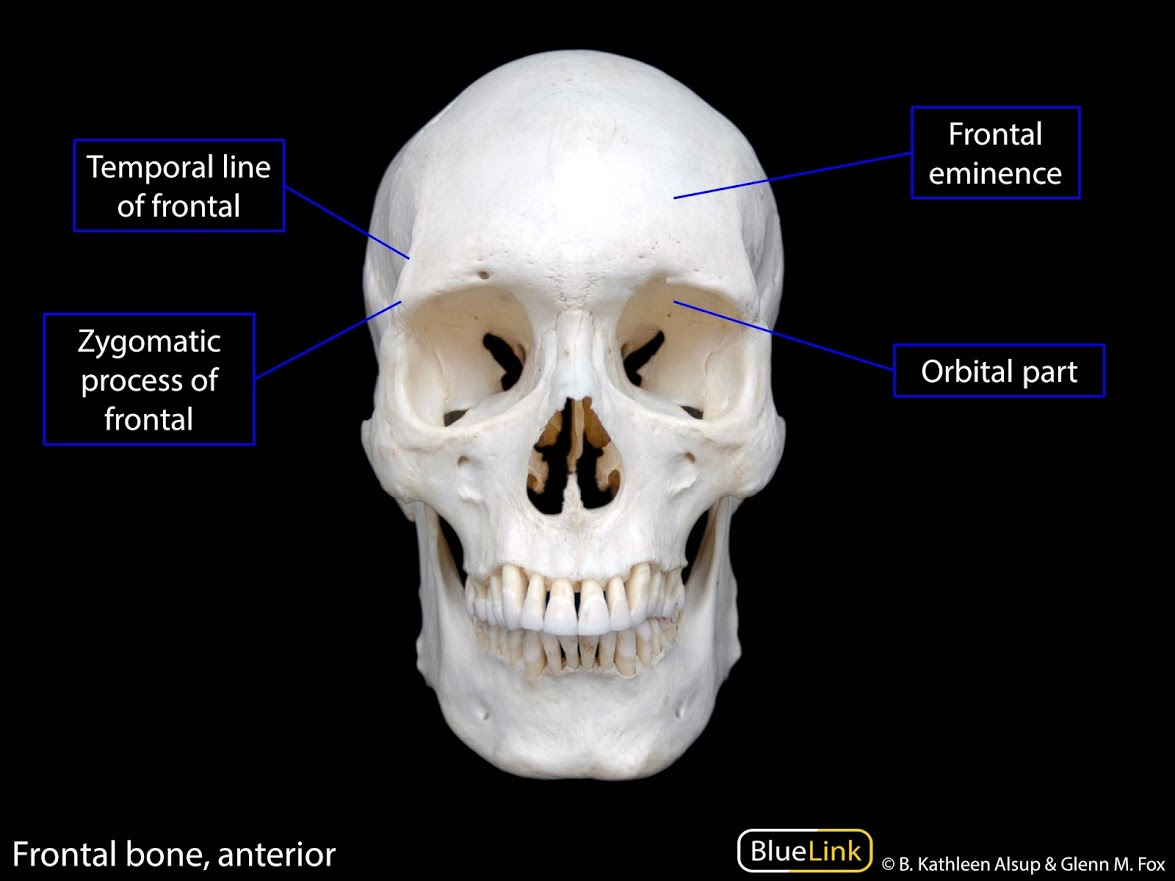 Temporal line
of frontal
Frontal
eminence
Zygomatic
process of
frontal
Orbital part
Frontal bone, anterior
BlueLink
© B. Kathleen Alsup & Glenn M. Fox